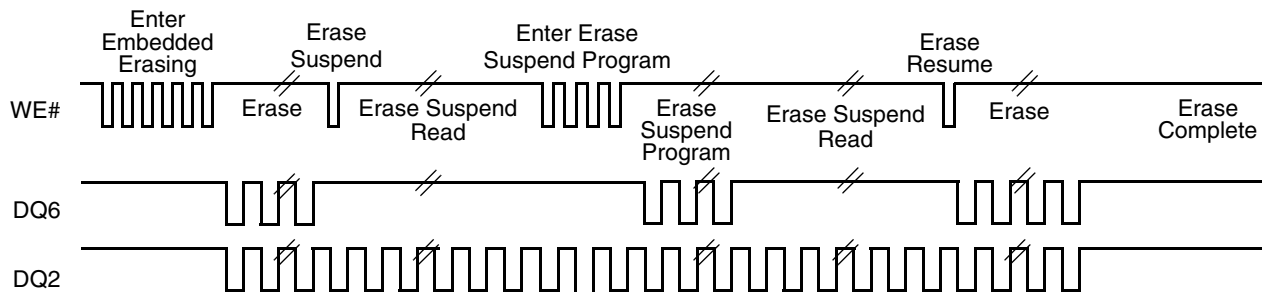 Enter
Embedded
Erasing
Erase
Suspend
Enter Erase
Suspend Program
Erase
Resume
WE#
Erase
Erase Suspend
Read
Erase
Suspend
Program
Erase Suspend
Read
Erase
Erase
Complete
DQ6
DQ2